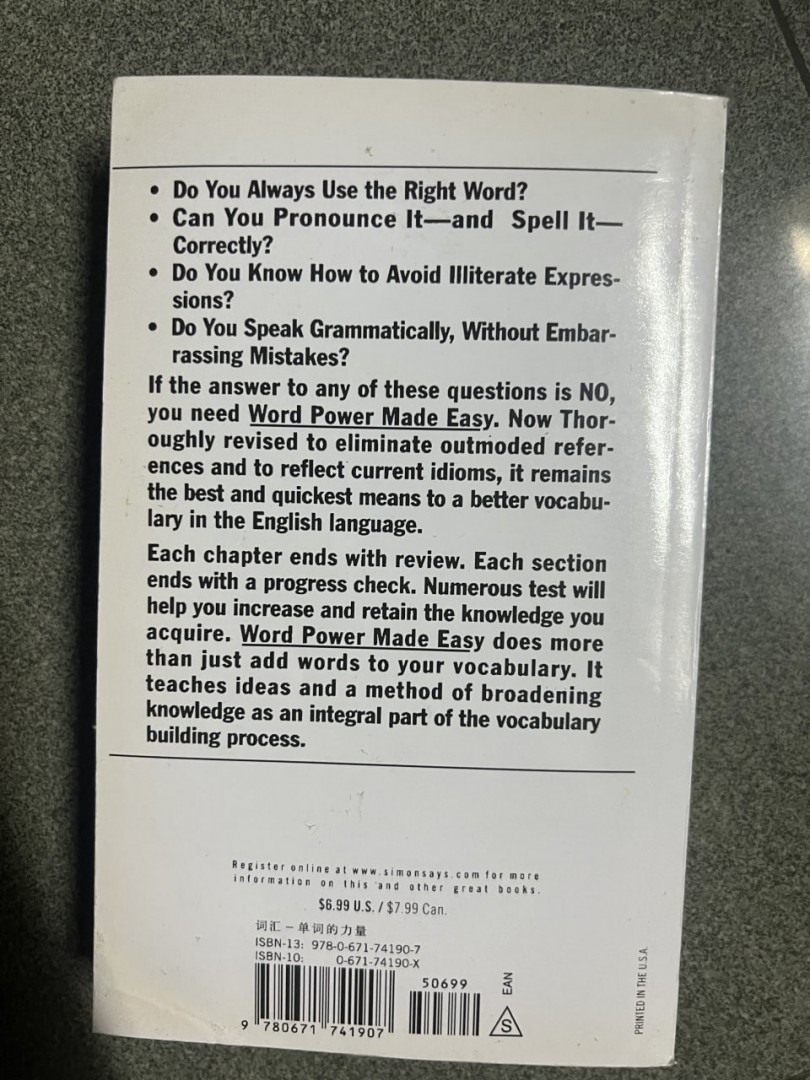 • Do You Always Use the Right Word?
• Can You Pronounce It—and Spell It—
Correctly?
• Do You Know How to Avoid Illiterate Expres-
sions?
• Do You Speak Grammatically, Without Embar-
rassing Mistakes?
If the answer to any of these questions is NO,
you need Word Power Made Easy. Now Thor-
oughly revised to eliminate outmoded refer-
ences and to reflect current idioms, it remains
the best and quickest means to a better vocabu-
lary in the English language.
Each chapter ends with review. Each section
ends with a progress check. Numerous test will
help you increase and retain the knowledge you
acquire. Word Power Made Easy does more
than just add words to your vocabulary. It
teaches ideas and a method of broadening
knowledge as an integral part of the vocabulary
building process.
Register online at www.simonsays.com for more
information on this and other great books.
$6.99 U.S. / $7.99 Can.
词汇－单词的力量
ISBN-13: 978-0-671-74190-7
ISBN-10: 0-671-74190-X
50699
9 780671 741907
EAN
S
PRINTED IN THE U.S.A.